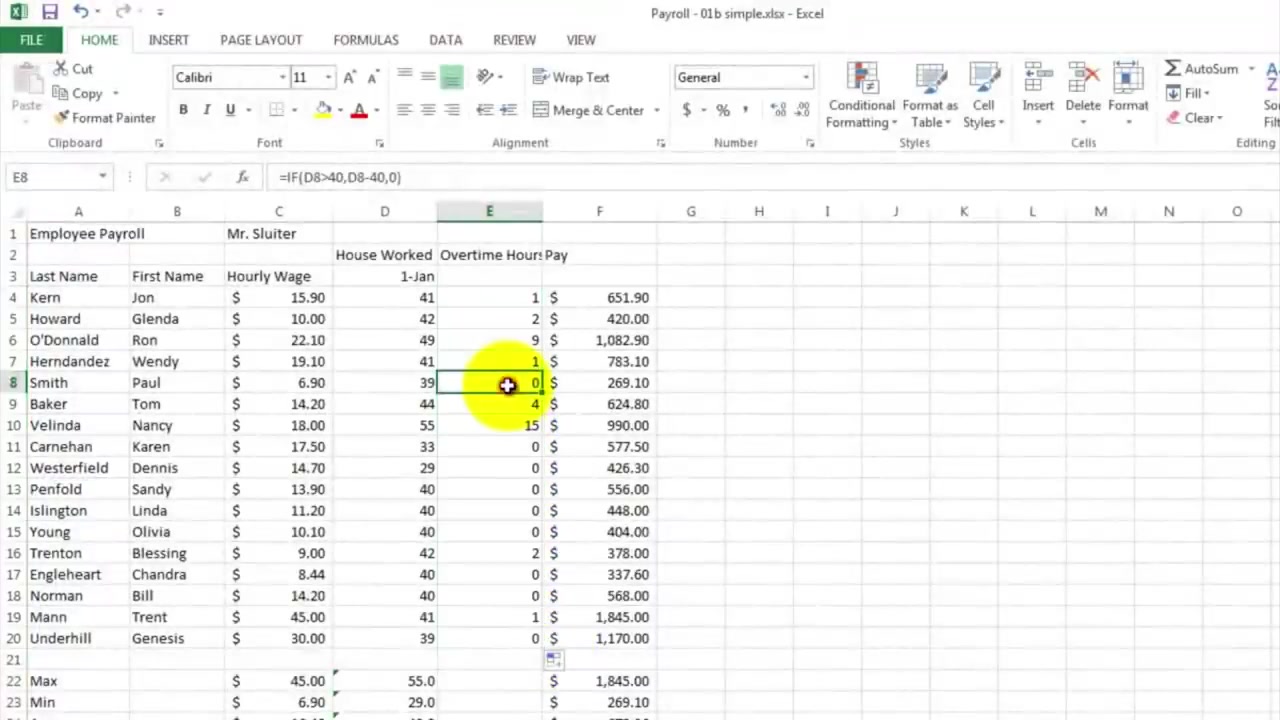 Payroll - 01b simple.xlsx - Excel
FILE HOME INSERT PAGE LAYOUT FORMULAS DATA REVIEW VIEW
Paste Cut Copy Format Painter
Calibri 11
B I U A
Wrap Text
Merge & Center
General
$ % ,
Conditional Formatting Format as Table Cell Styles
Insert Delete Format
AutoSum Fill Clear
Clipboard Font Alignment Number Styles Cells Editing
E8 fx =IF(D8>40,D8-40,0)
A B C D E F G H I J K L M N O
1 Employee Payroll Mr. Sluiter
2 House Worked Overtime Hours Pay
3 Last Name First Name Hourly Wage 1-Jan
4 Kern Jon $ 15.90 41 1 $ 651.90
5 Howard Glenda $ 10.00 42 2 $ 420.00
6 O'Donnald Ron $ 22.10 49 9 $ 1,082.90
7 Herndandez Wendy $ 19.10 41 1 $ 783.10
8 Smith Paul $ 6.90 39 0 $ 269.10
9 Baker Tom $ 14.20 44 4 $ 624.80
10 Velinda Nancy $ 18.00 55 15 $ 990.00
11 Carnehan Karen $ 17.50 33 0 $ 577.50
12 Westerfield Dennis $ 14.70 29 0 $ 426.30
13 Penfold Sandy $ 13.90 40 0 $ 556.00
14 Islington Linda $ 11.20 40 0 $ 448.00
15 Young Olivia $ 10.10 40 0 $ 404.00
16 Trenton Blessing $ 9.00 42 2 $ 378.00
17 Engleheart Chandra $ 8.44 40 0 $ 337.60
18 Norman Bill $ 14.20 40 0 $ 568.00
19 Mann Trent $ 45.00 41 1 $ 1,845.00
20 Underhill Genesis $ 30.00 39 0 $ 1,170.00
21
22 Max $ 45.00 55.0 $ 1,845.00
23 Min $ 6.90 29.0 $ 269.10